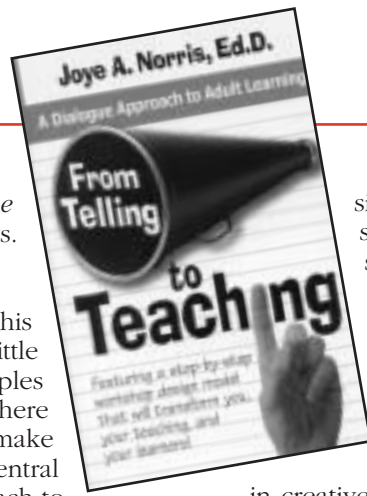 Joye A. Norris, Ed.D.
A Dialogue Approach to Adult Learning
From
Telling
to
Teaching
Featuring a step-by-step
workshop design model
that will transform you,
your teaching, and
your learners!
e
s.
his
ttle
ples
here
make
entral
ach to
si
s
s
in creative